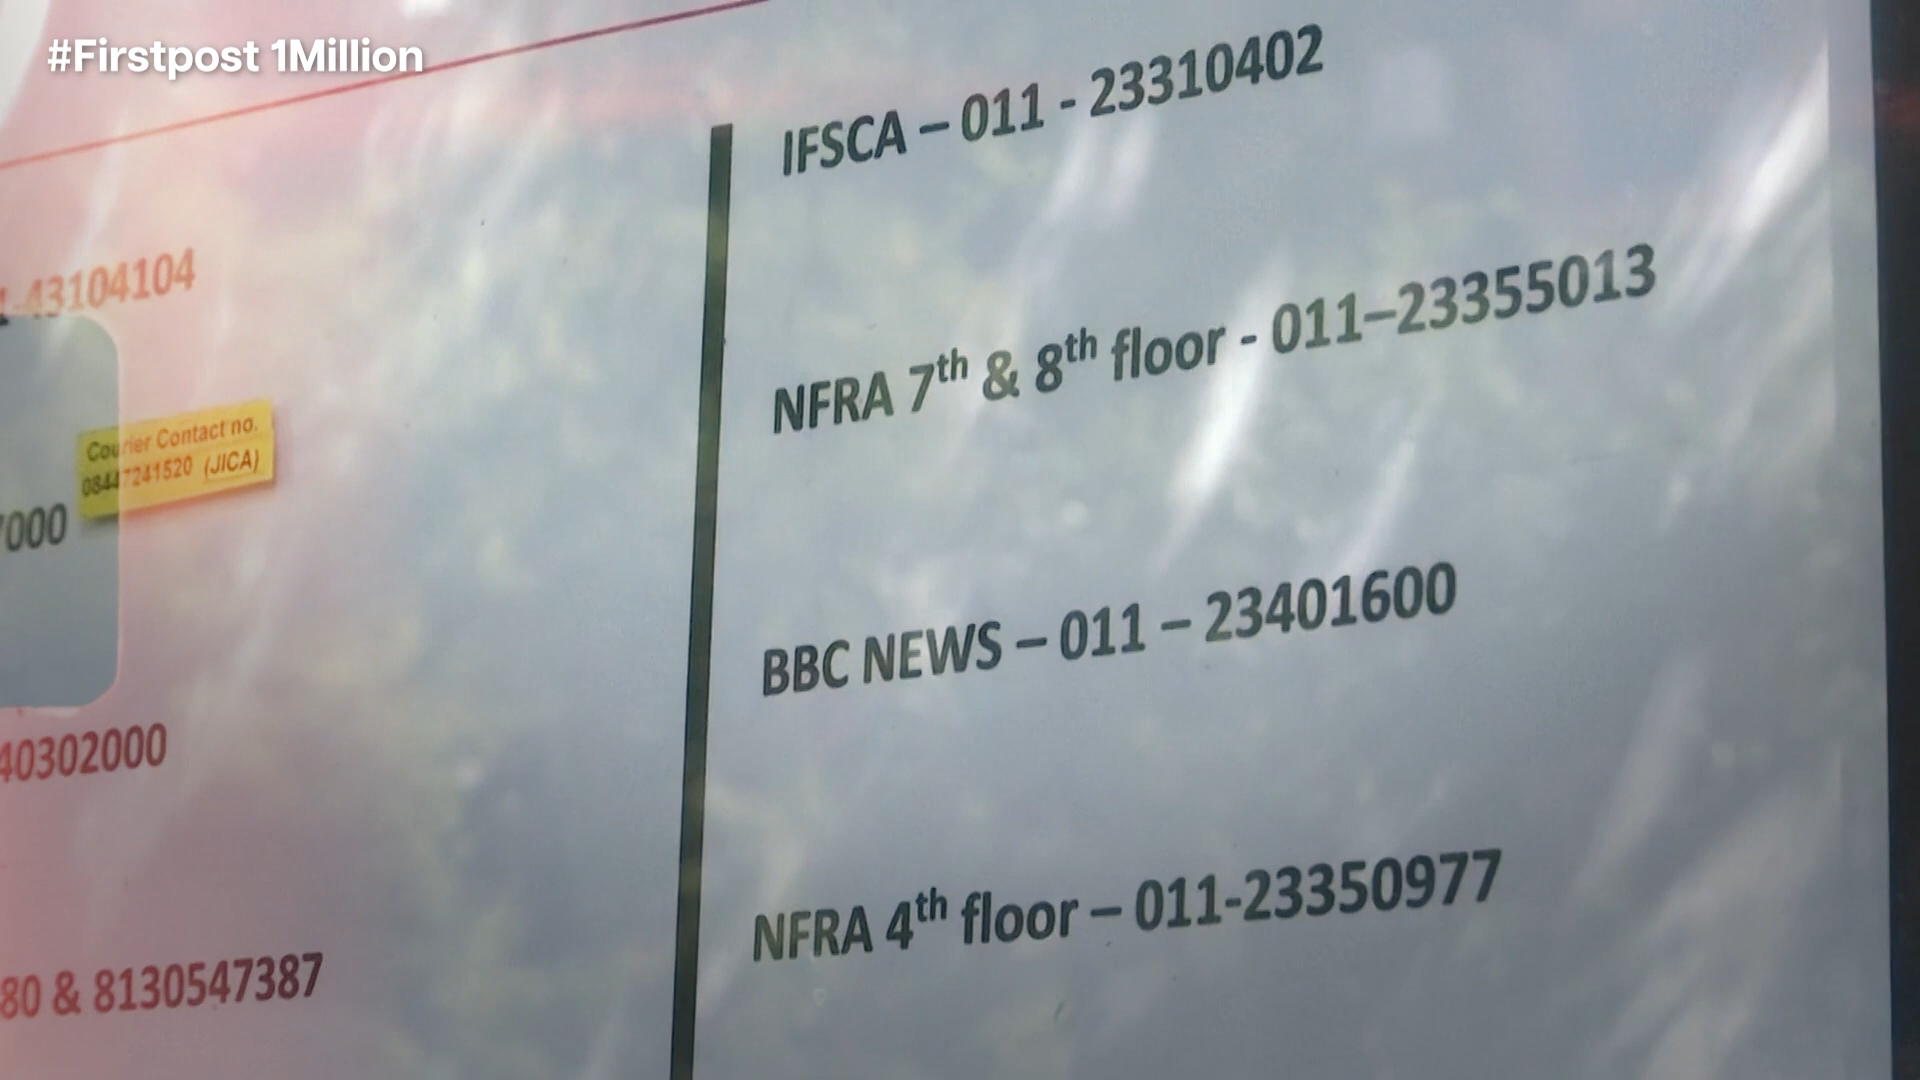 #Firstpost 1Million
43104104
Courier Contact no.
08447241520 (JICA)
000
40302000
80 & 8130547387
IFSCA – 011 - 23310402
NFRA 7th & 8th floor - 011–23355013
BBC NEWS – 011 – 23401600
NFRA 4th floor – 011-23350977